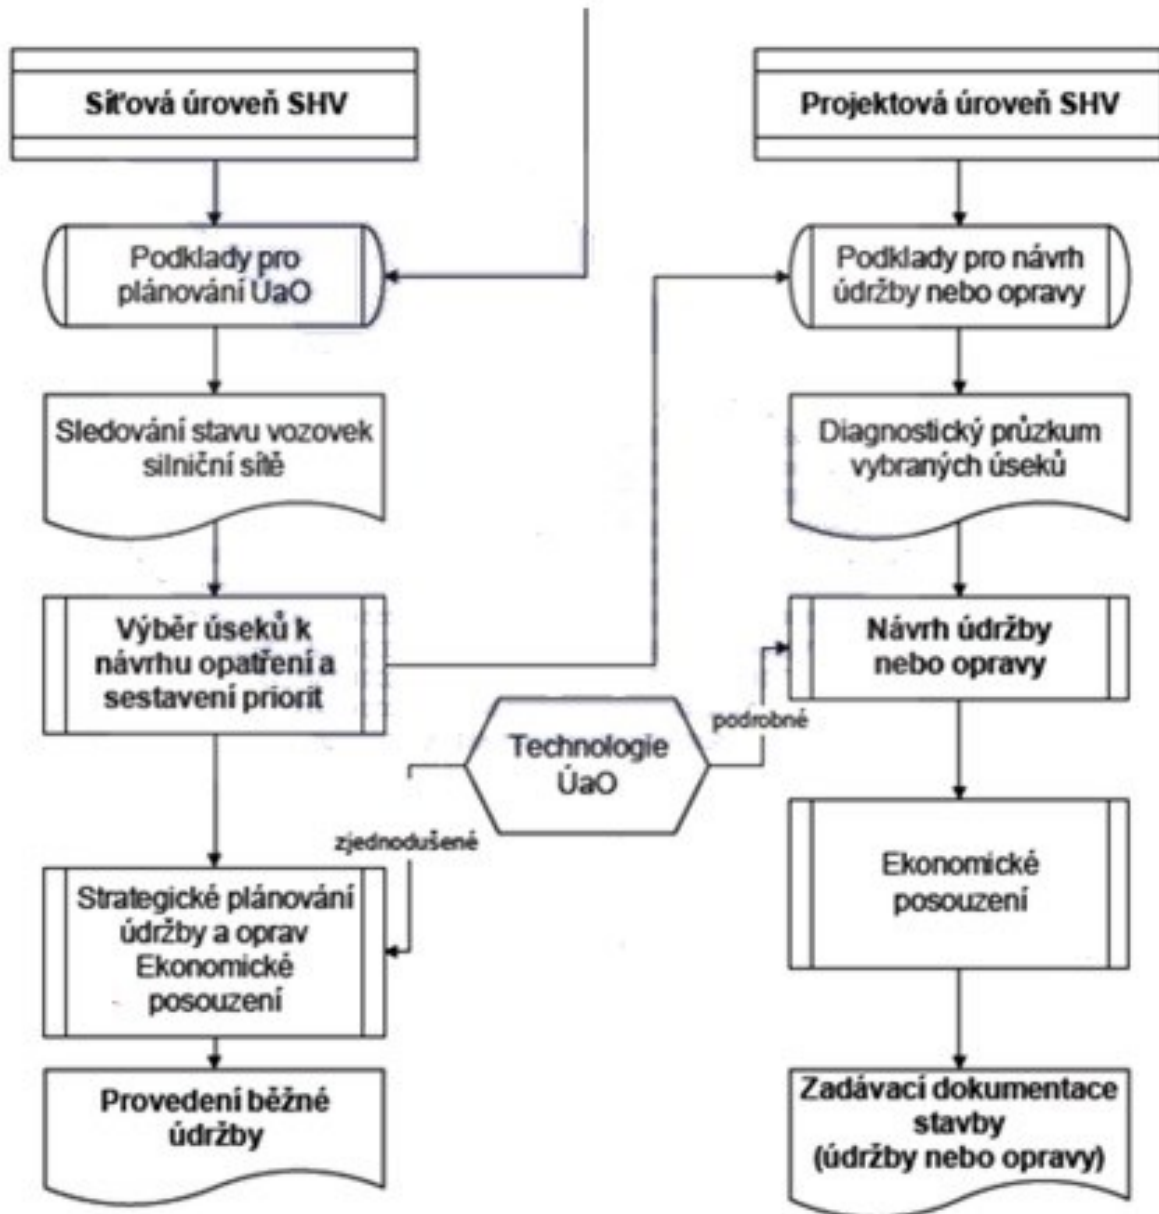 Síťová úroveň SHV
Projektová úroveň SHV
Podklady pro
plánování ÚaO
Podklady pro návrh
údržby nebo opravy
Sledování stavu vozovek
silniční sítě
Diagnostický průzkum
vybraných úseků
Výběr úseků k
návrhu opatření a
sestavení priorit
Návrh údržby
nebo opravy
Technologie
ÚaO
podrobné
zjednodušené
Strategické plánování
údržby a oprav
Ekonomické
posouzení
Ekonomické
posouzení
Provedení běžné
údržby
Zadávací dokumentace
stavby
(údržby nebo opravy)